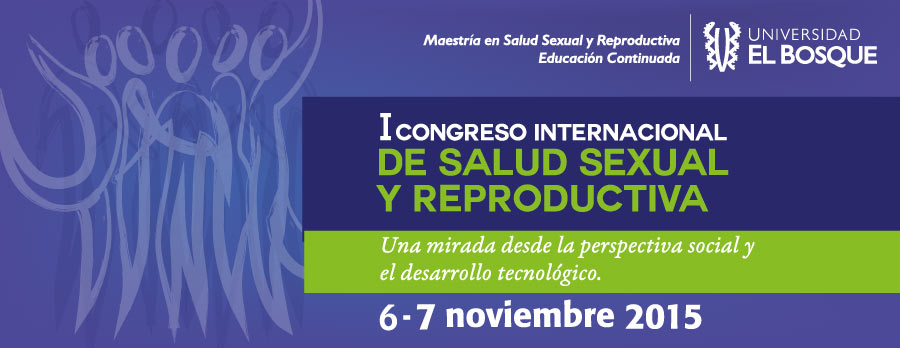 Maestría en Salud Sexual y Reproductiva
Educación Continuada
UNIVERSIDAD
EL BOSQUE
I CONGRESO INTERNACIONAL
DE SALUD SEXUAL
Y REPRODUCTIVA
Una mirada desde la perspectiva social y
el desarrollo tecnológico.
6-7 noviembre 2015